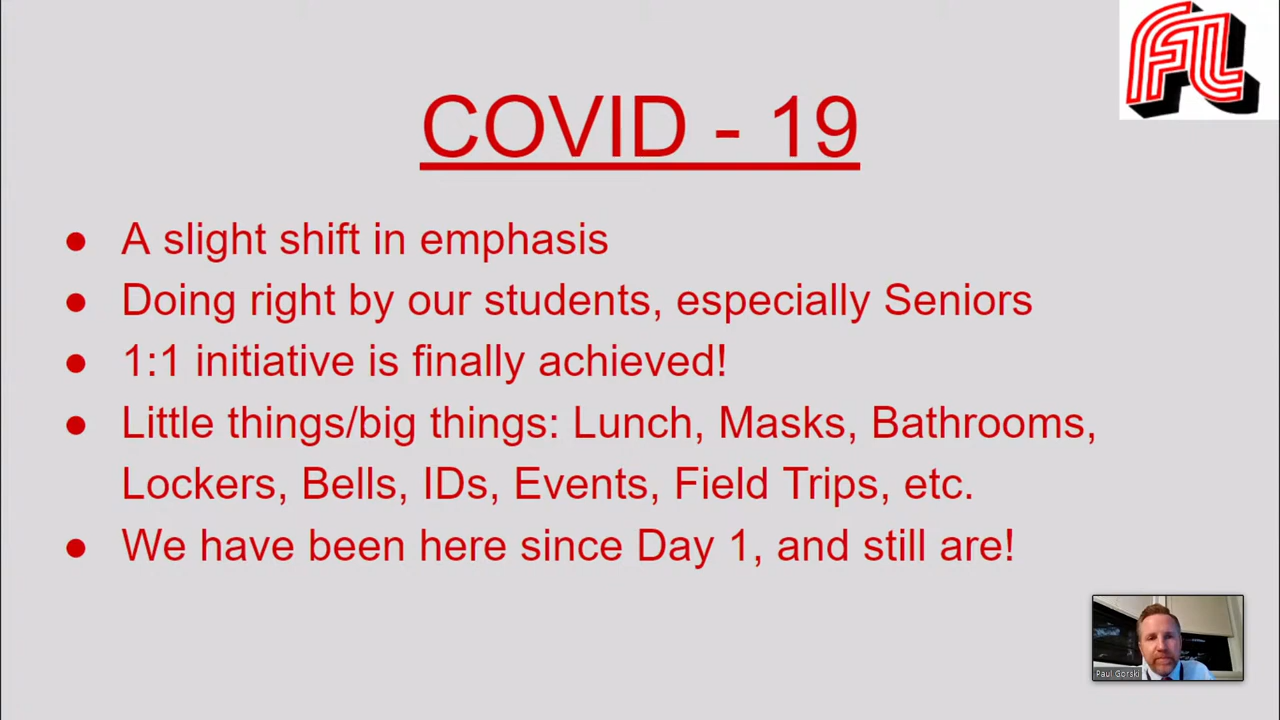 FL
COVID - 19
● A slight shift in emphasis
● Doing right by our students, especially Seniors
● 1:1 initiative is finally achieved!
● Little things/big things: Lunch, Masks, Bathrooms,
Lockers, Bells, IDs, Events, Field Trips, etc.
● We have been here since Day 1, and still are!
Paul Gorski